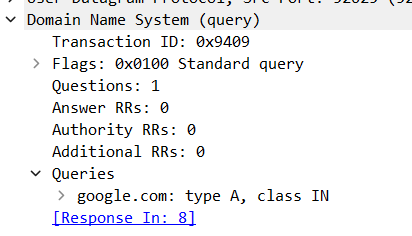 Domain Name System (query)
Transaction ID: 0x9409
Flags: 0x0100 Standard query
Questions: 1
Answer RRs: 0
Authority RRs: 0
Additional RRs: 0
Queries
google.com: type A, class IN
[Response In: 8]